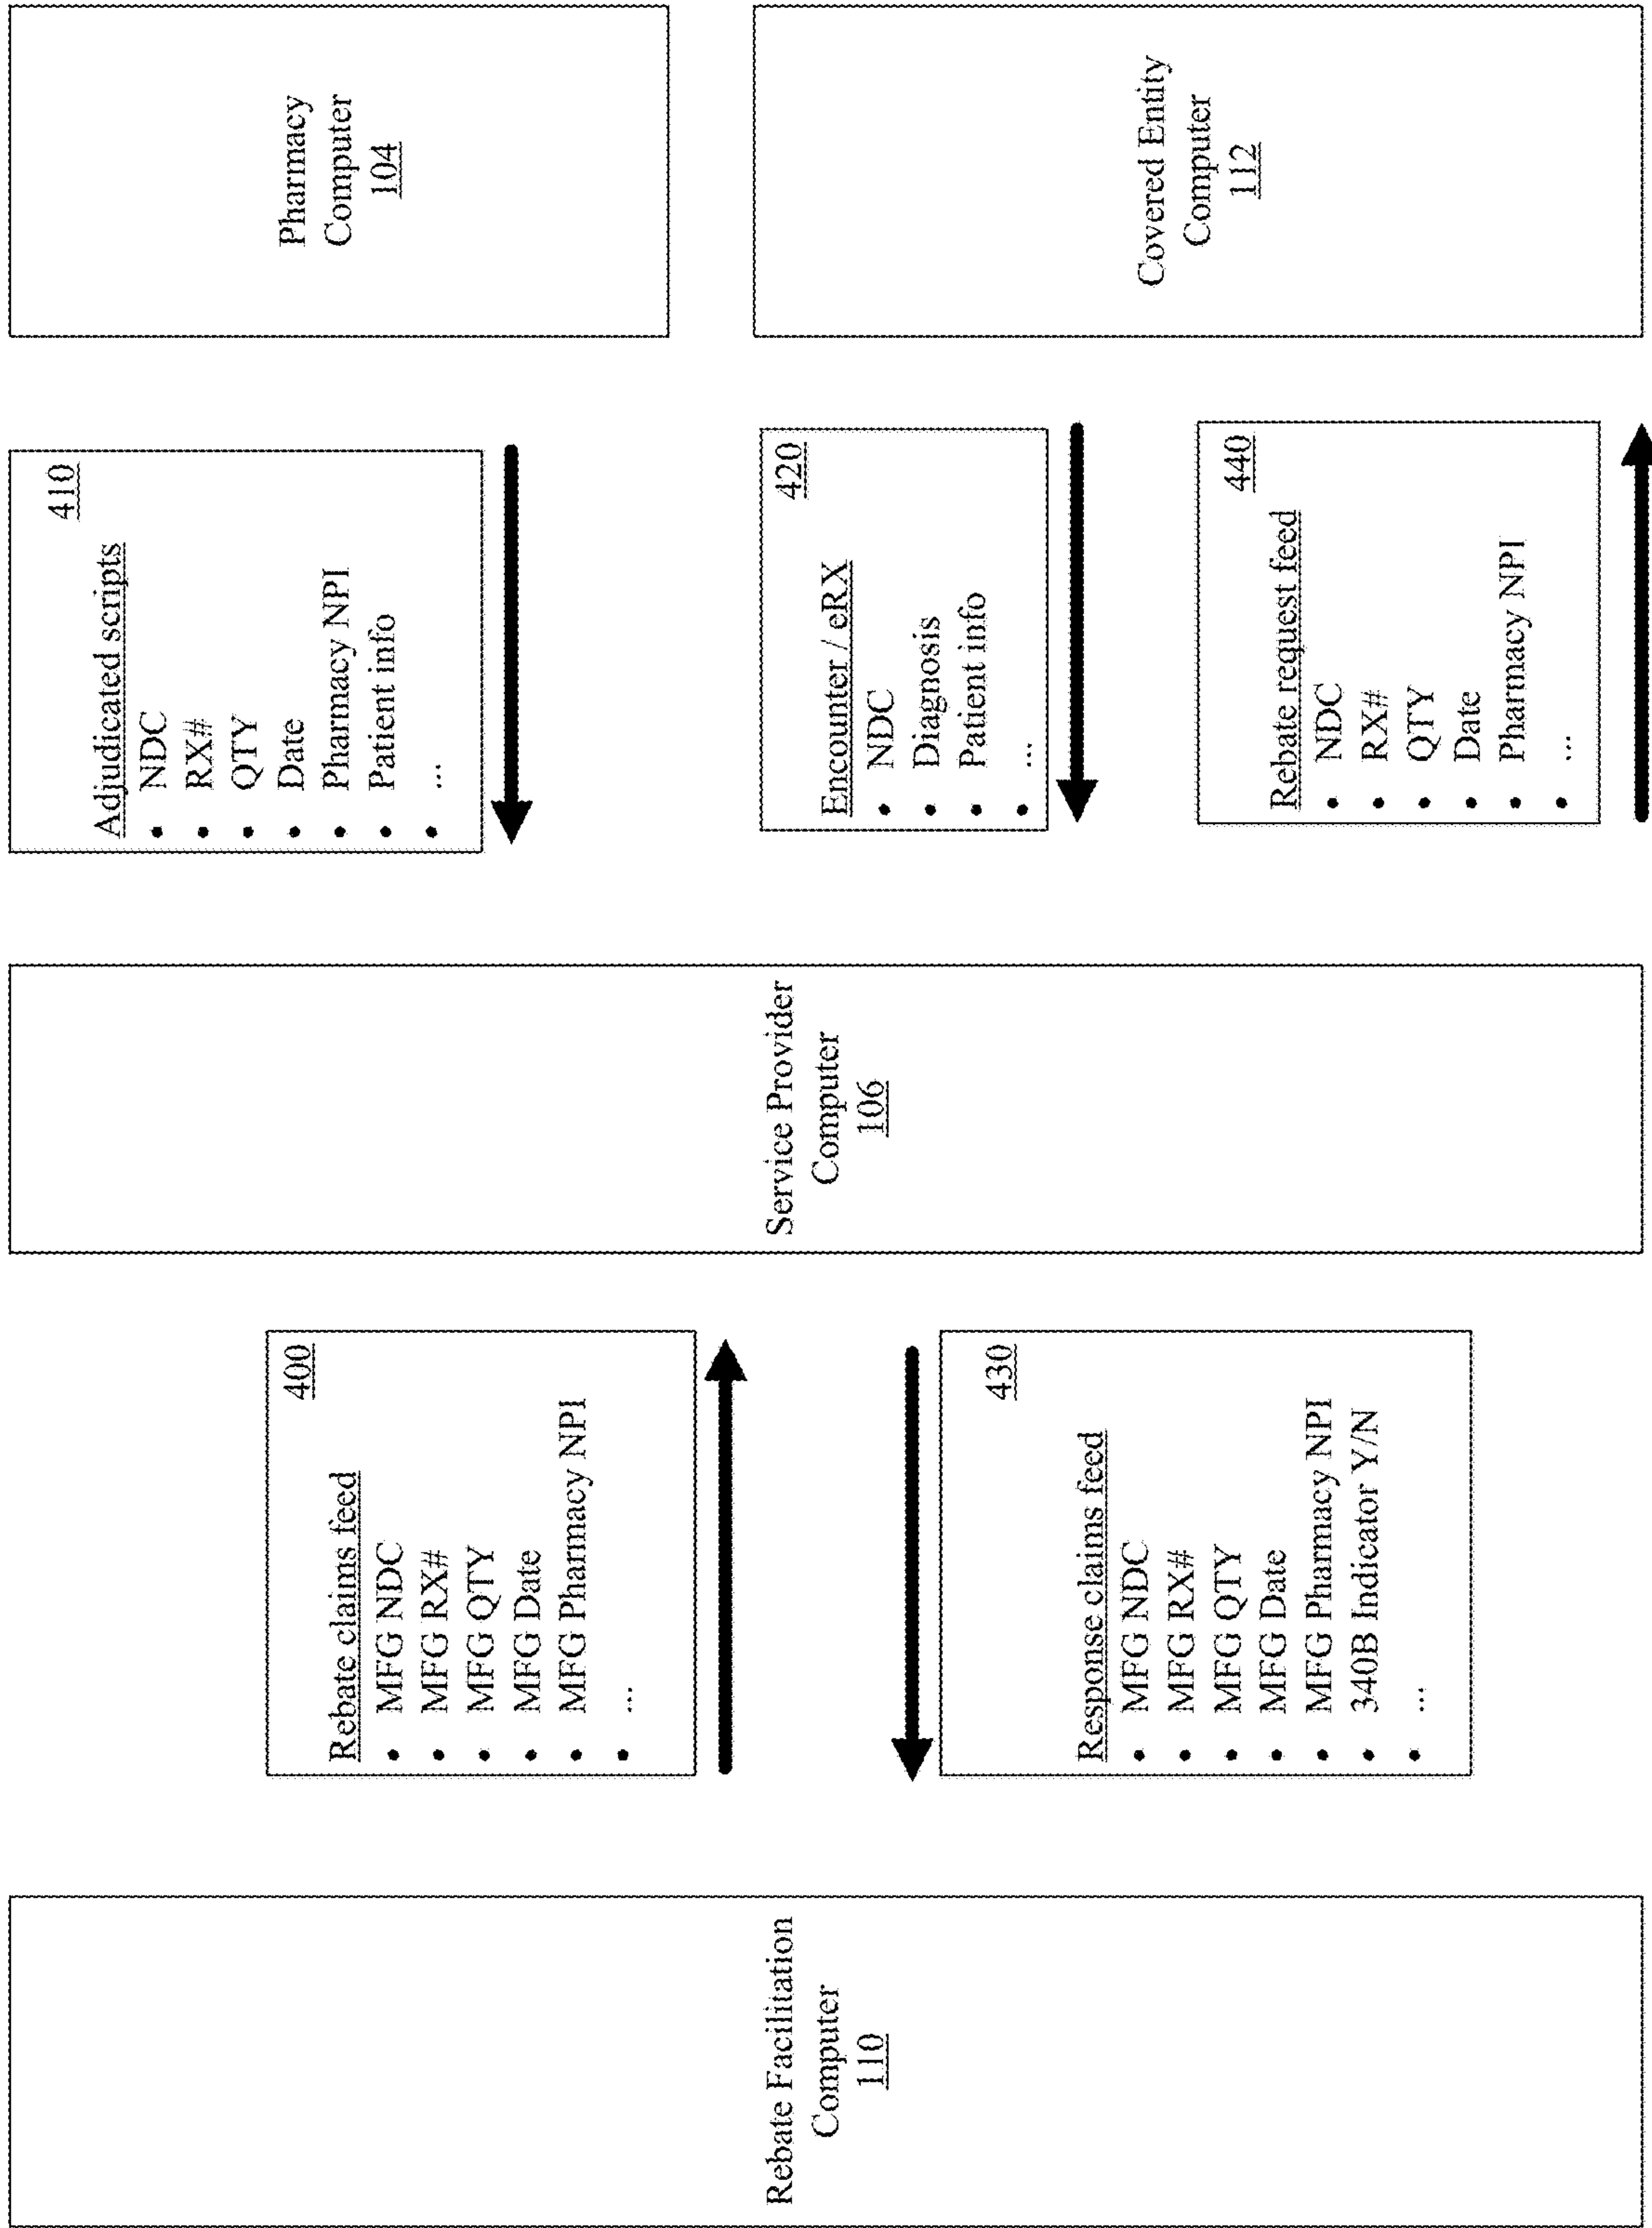 Rebate Facilitation
Computer
110
400
Rebate claims feed
• MFG NDC
• MFG RX#
• MFG QTY
• MFG Date
• MFG Pharmacy NPI
• ...
430
Response claims feed
• MFG NDC
• MFG RX#
• MFG QTY
• MFG Date
• MFG Pharmacy NPI
• 340B Indicator Y/N
• ...
Service Provider
Computer
106
410
Adjudicated scripts
• NDC
• RX#
• QTY
• Date
• Pharmacy NPI
• Patient info
• ...
420
Encounter / eRX
• NDC
• Diagnosis
• Patient info
• ...
440
Rebate request feed
• NDC
• RX#
• QTY
• Date
• Pharmacy NPI
• ...
Pharmacy
Computer
104
Covered Entity
Computer
112